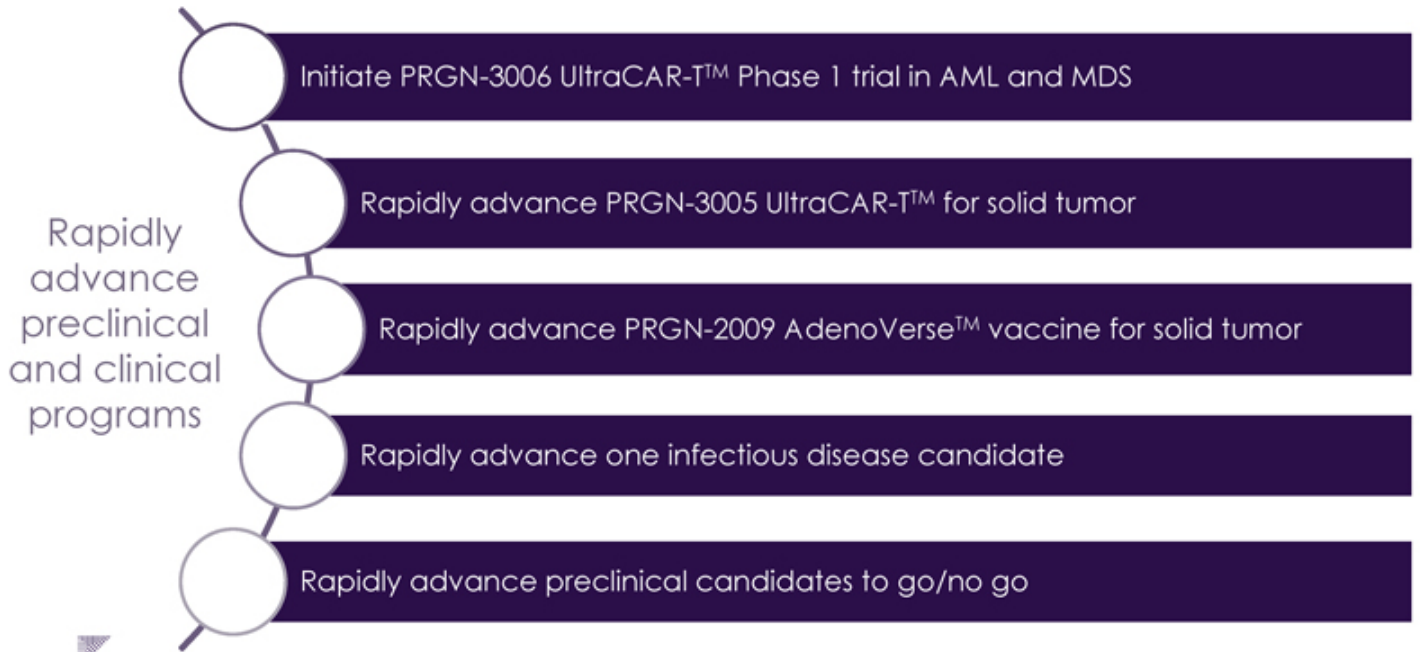 Initiate PRGN-3006 UltraCAR-T™ Phase 1 trial in AML and MDS
Rapidly advance PRGN-3005 UltraCAR-T™ for solid tumor
Rapidly
advance
preclinical
and clinical
programs
Rapidly advance PRGN-2009 AdenoVerse™ vaccine for solid tumor
Rapidly advance one infectious disease candidate
Rapidly advance preclinical candidates to go/no go